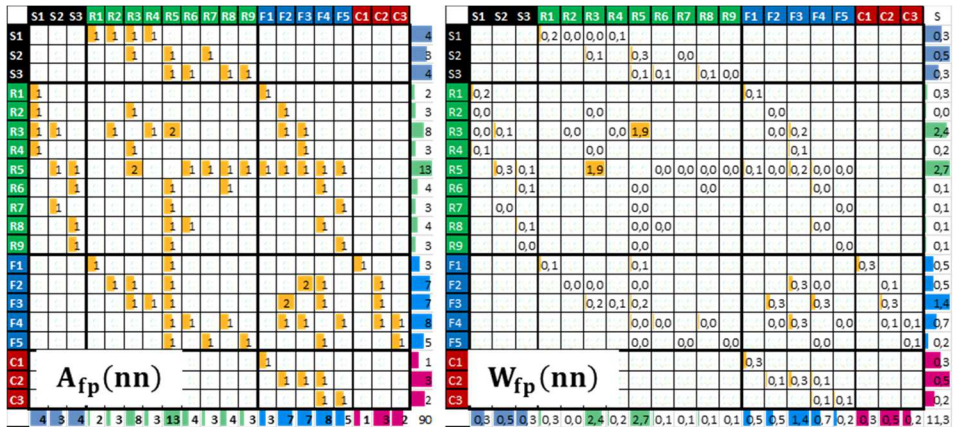 S1 S2 S3 R1 R2 R3 R4 R5 R6 R7 R8 R9 F1 F2 F3 F4 F5 C1 C2 C3
S1 1 1 1 1 4
S2 1 1 1 3
S3 1 1 1 1 4
R1 1 1 2
R2 1 1 1 3
R3 1 1 1 1 2 1 1 8
R4 1 1 1 3
R5 1 1 2 1 1 1 1 1 1 1 1 1 13
R6 1 1 1 1 4
R7 1 1 1 3
R8 1 1 1 1 4
R9 1 1 1 3
F1 1 1 1 3
F2 1 1 1 2 1 1 7
F3 1 1 1 2 1 1 7
F4 1 1 1 1 1 1 1 1 8
F5 1 1 1 1 1 5
C1 1 1
C2 1 1 1 3
C3 1 1 2
A_fp(nn)
4 3 4 2 3 8 3 13 4 3 4 3 3 7 7 8 5 1 3 2 90
S1 S2 S3 R1 R2 R3 R4 R5 R6 R7 R8 R9 F1 F2 F3 F4 F5 C1 C2 C3 S
S1 0,2 0,0 0,0 0,1 0,3
S2 0,1 0,3 0,0 0,5
S3 0,1 0,1 0,1 0,0 0,3
R1 0,2 0,1 0,3
R2 0,0 0,0 0,0 0,0
R3 0,0 0,1 0,0 0,0 1,9 0,0 0,2 2,4
R4 0,1 0,0 0,1 0,2
R5 0,3 0,1 1,9 0,0 0,0 0,0 0,0 0,1 0,0 0,2 0,0 0,0 2,7
R6 0,1 0,0 0,0 0,0 0,1
R7 0,0 0,0 0,0 0,1
R8 0,1 0,0 0,0 0,0 0,1
R9 0,0 0,0 0,0 0,1
F1 0,1 0,1 0,3 0,5
F2 0,0 0,0 0,0 0,3 0,0 0,1 0,5
F3 0,2 0,1 0,2 0,3 0,3 0,3 1,4
F4 0,0 0,0 0,0 0,0 0,3 0,0 0,1 0,1 0,7
F5 0,0 0,0 0,0 0,0 0,1 0,2
C1 0,3 0,3
C2 0,1 0,3 0,1 0,5
C3 0,1 0,1 0,2
W_fp(nn)
0,3 0,5 0,3 0,3 0,0 2,4 0,2 2,7 0,1 0,1 0,1 0,1 0,5 0,5 1,4 0,7 0,2 0,3 0,5 0,2 11,3